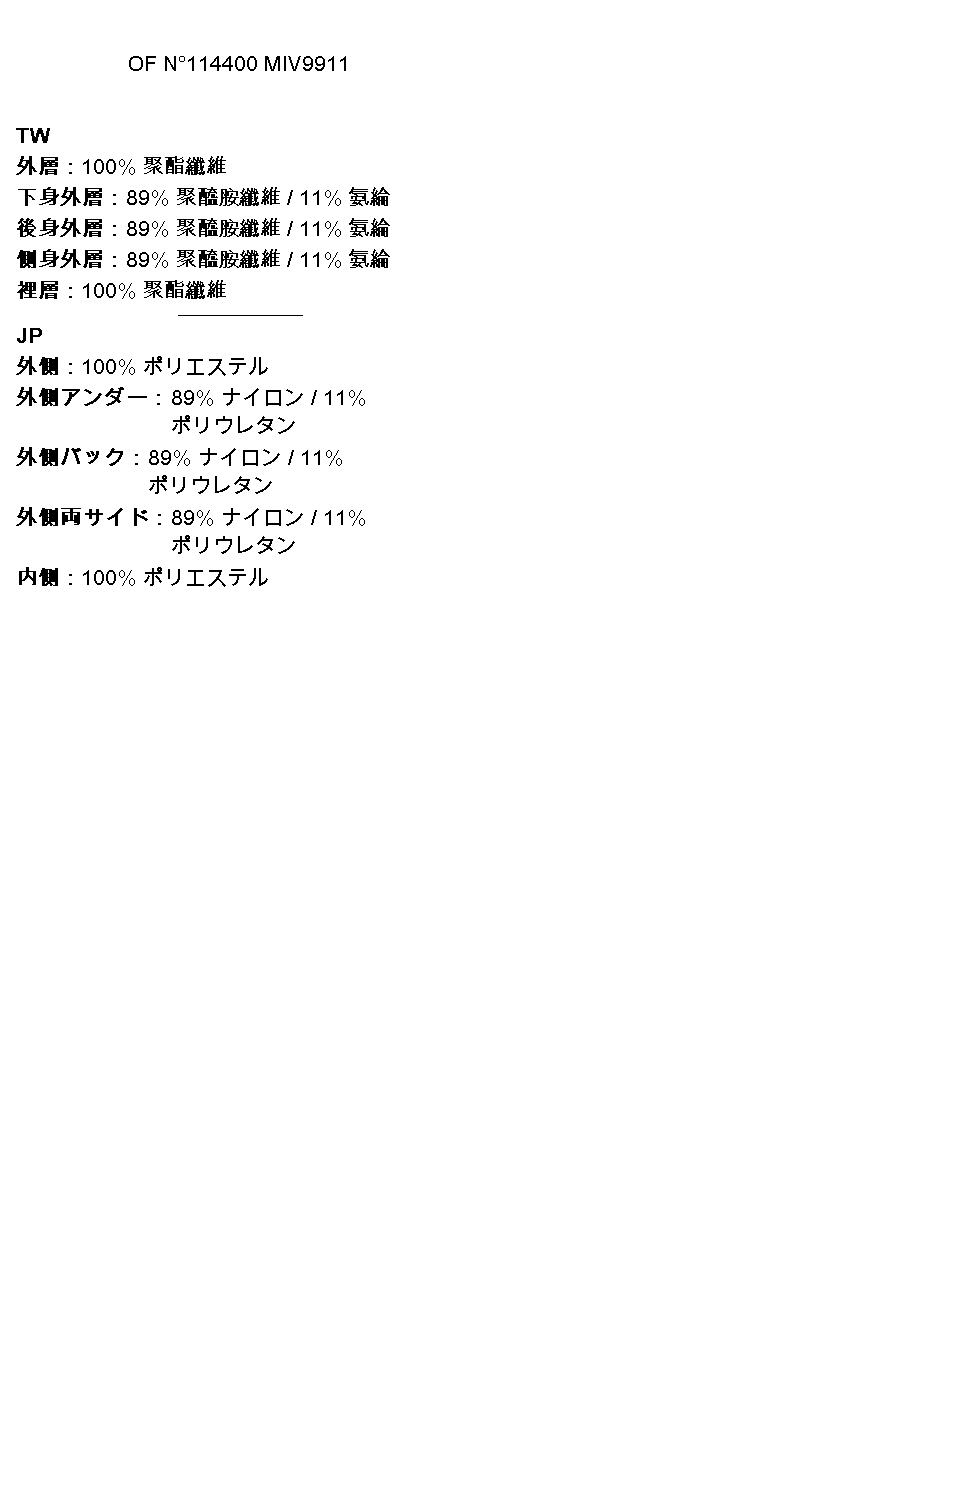 OF N°114400 MIV9911
TW
外層 : 100% 聚酯纖維
下身外層 : 89% 聚醯胺纖維 / 11% 氨綸
後身外層 : 89% 聚醯胺纖維 / 11% 氨綸
側身外層 : 89% 聚醯胺纖維 / 11% 氨綸
裡層 : 100% 聚酯纖維
JP
外側 : 100% ポリエステル
外側アンダー : 89% ナイロン / 11%
ポリウレタン
外側バック : 89% ナイロン / 11%
ポリウレタン
外側両サイド : 89% ナイロン / 11%
ポリウレタン
内側 : 100% ポリエステル